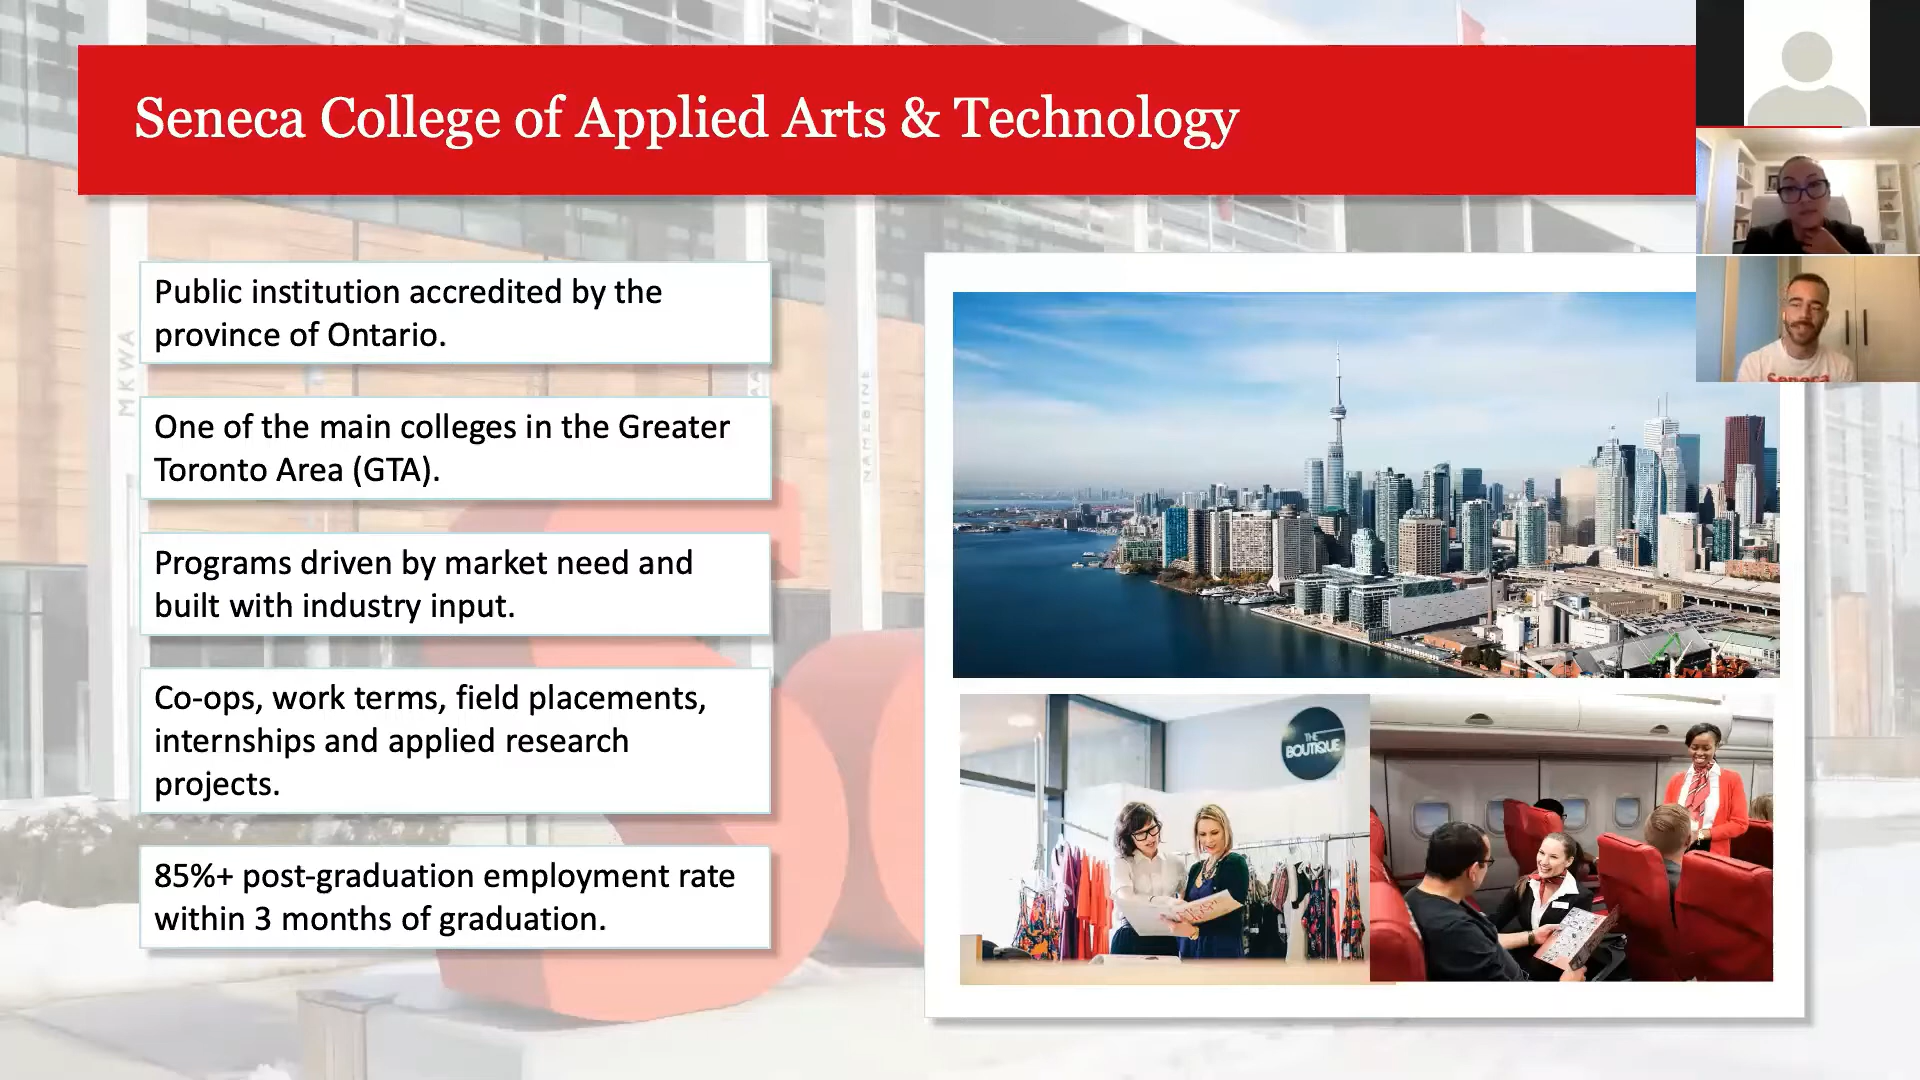 Seneca College of Applied Arts & Technology
Public institution accredited by the
province of Ontario.
One of the main colleges in the Greater
Toronto Area (GTA).
Programs driven by market need and
built with industry input.
Co-ops, work terms, field placements,
internships and applied research
projects.
85%+ post-graduation employment rate
within 3 months of graduation.
MKWA
NAMEBINE
THE
BOUTIQUE
Seneca